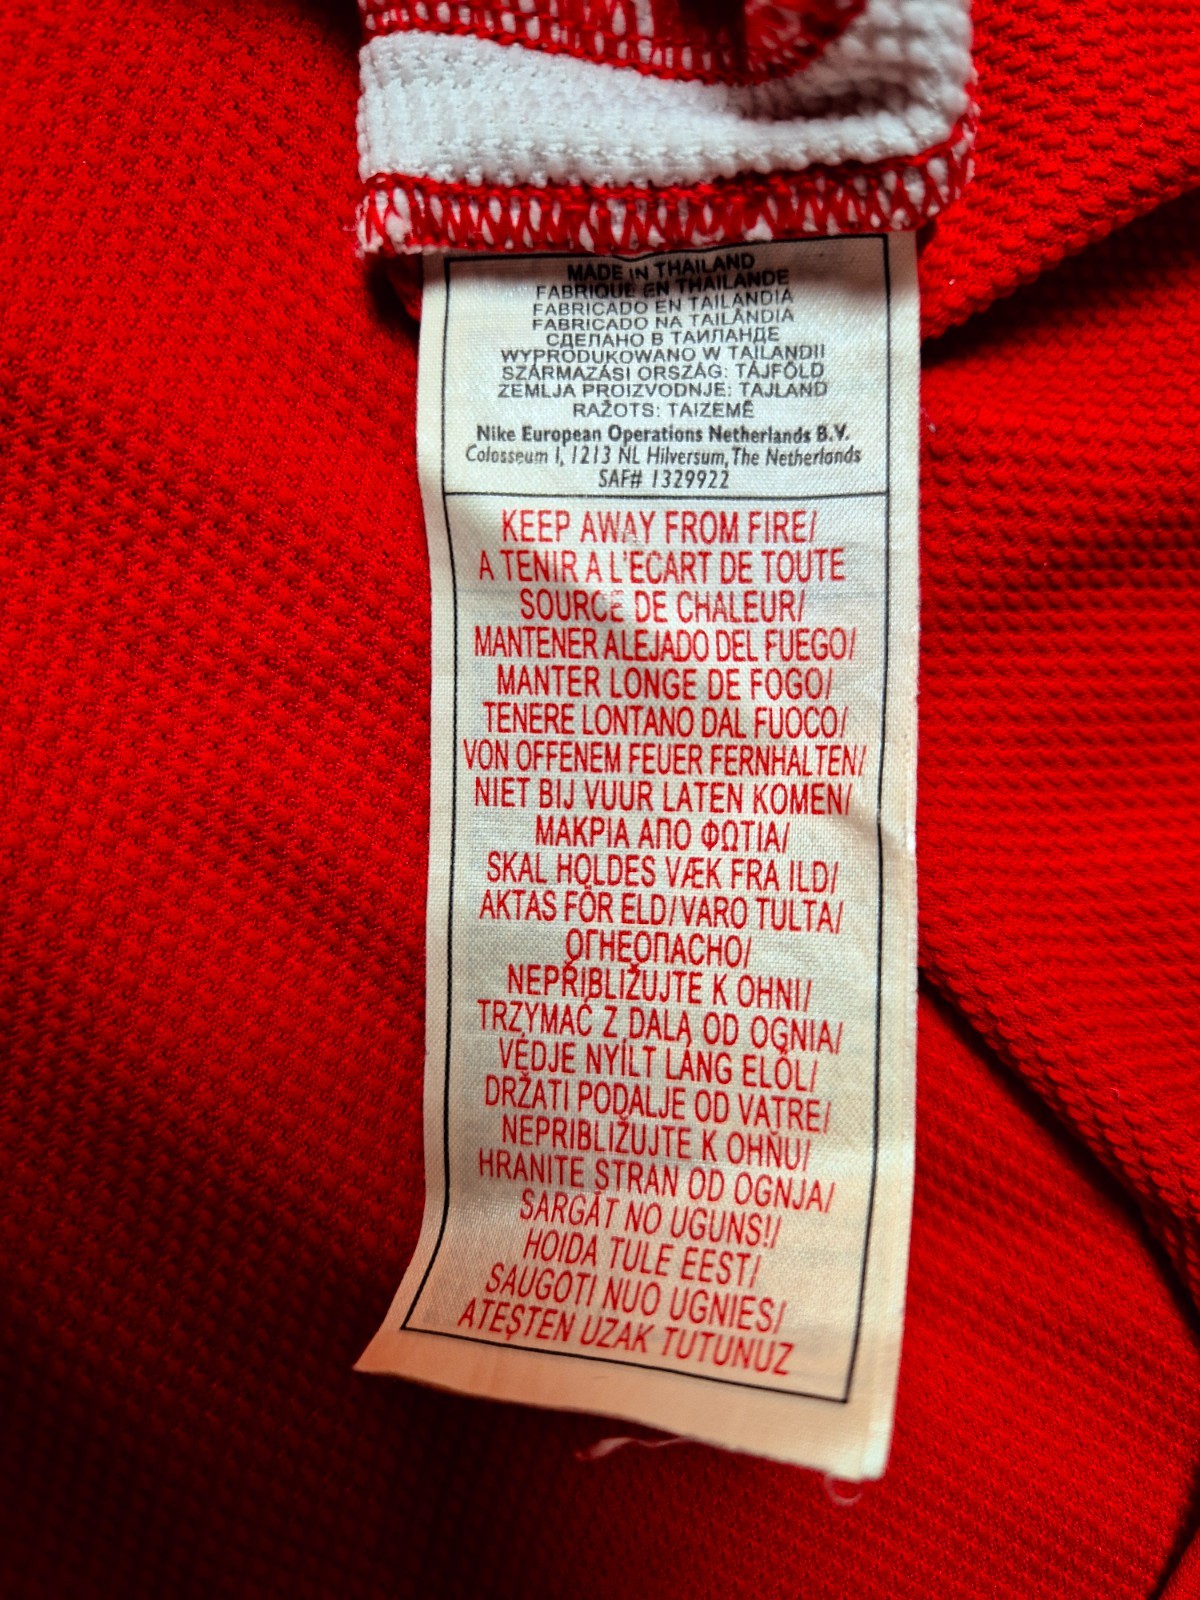 MADE IN THAILAND
FABRIQUE EN THAILANDE
FABRICADO EN TAILANDIA
FABRICADO NA TAILÂNDIA
СДЕЛАНО В ТАИЛАНДЕ
WYPRODUKOWANO W TAJLANDII
SZÁRMAZÁSI ORSZÁG: TÁJFÖLD
ZEMLJA PROIZVODNJE: TAJLAND
RAŽOTS: TAIZEMĒ
Nike European Operations Netherlands B.V.
Colosseum 1, 1213 NL Hilversum, The Netherlands
SAF# 1329922
KEEP AWAY FROM FIRE/
A TENIR A L'ECART DE TOUTE
SOURCE DE CHALEUR/
MANTENER ALEJADO DEL FUEGO/
MANTER LONGE DE FOGO/
TENERE LONTANO DAL FUOCO/
VON OFFENEM FEUER FERNHALTEN/
NIET BIJ VUUR LATEN KOMEN/
ΜΑΚΡΙΑ ΑΠΟ ΦΩΤΙΑ/
SKAL HOLDES VÆK FRA ILD/
AKTAS FÖR ELD/VARO TULTA/
ОГНЕОПАСНО/
NEPŘIBLIŽUJTE K OHNI/
TRZYMAĆ Z DALA OD OGNIA/
VÉDJE NYÍLT LÁNG ELŐL/
DRŽATI PODALJE OD VATRE/
NEPRIBLIŽUJTE K OHŇU/
HRANITE STRAN OD OGNJA/
SARGĀT NO UGUNS!/
HOIDA TULE EEST/
SAUGOTI NUO UGNIES/
ATEŞTEN UZAK TUTUNUZ